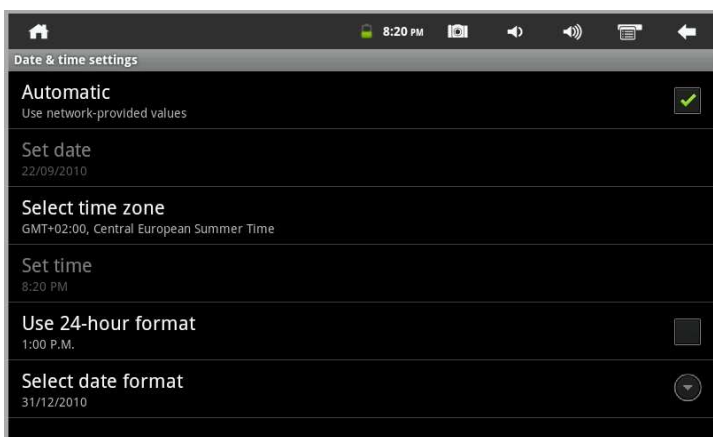 8:20 PM
Date & time settings
Automatic
Use network-provided values
Set date
22/09/2010
Select time zone
GMT+02:00, Central European Summer Time
Set time
8:20 PM
Use 24-hour format
1:00 P.M.
Select date format
31/12/2010